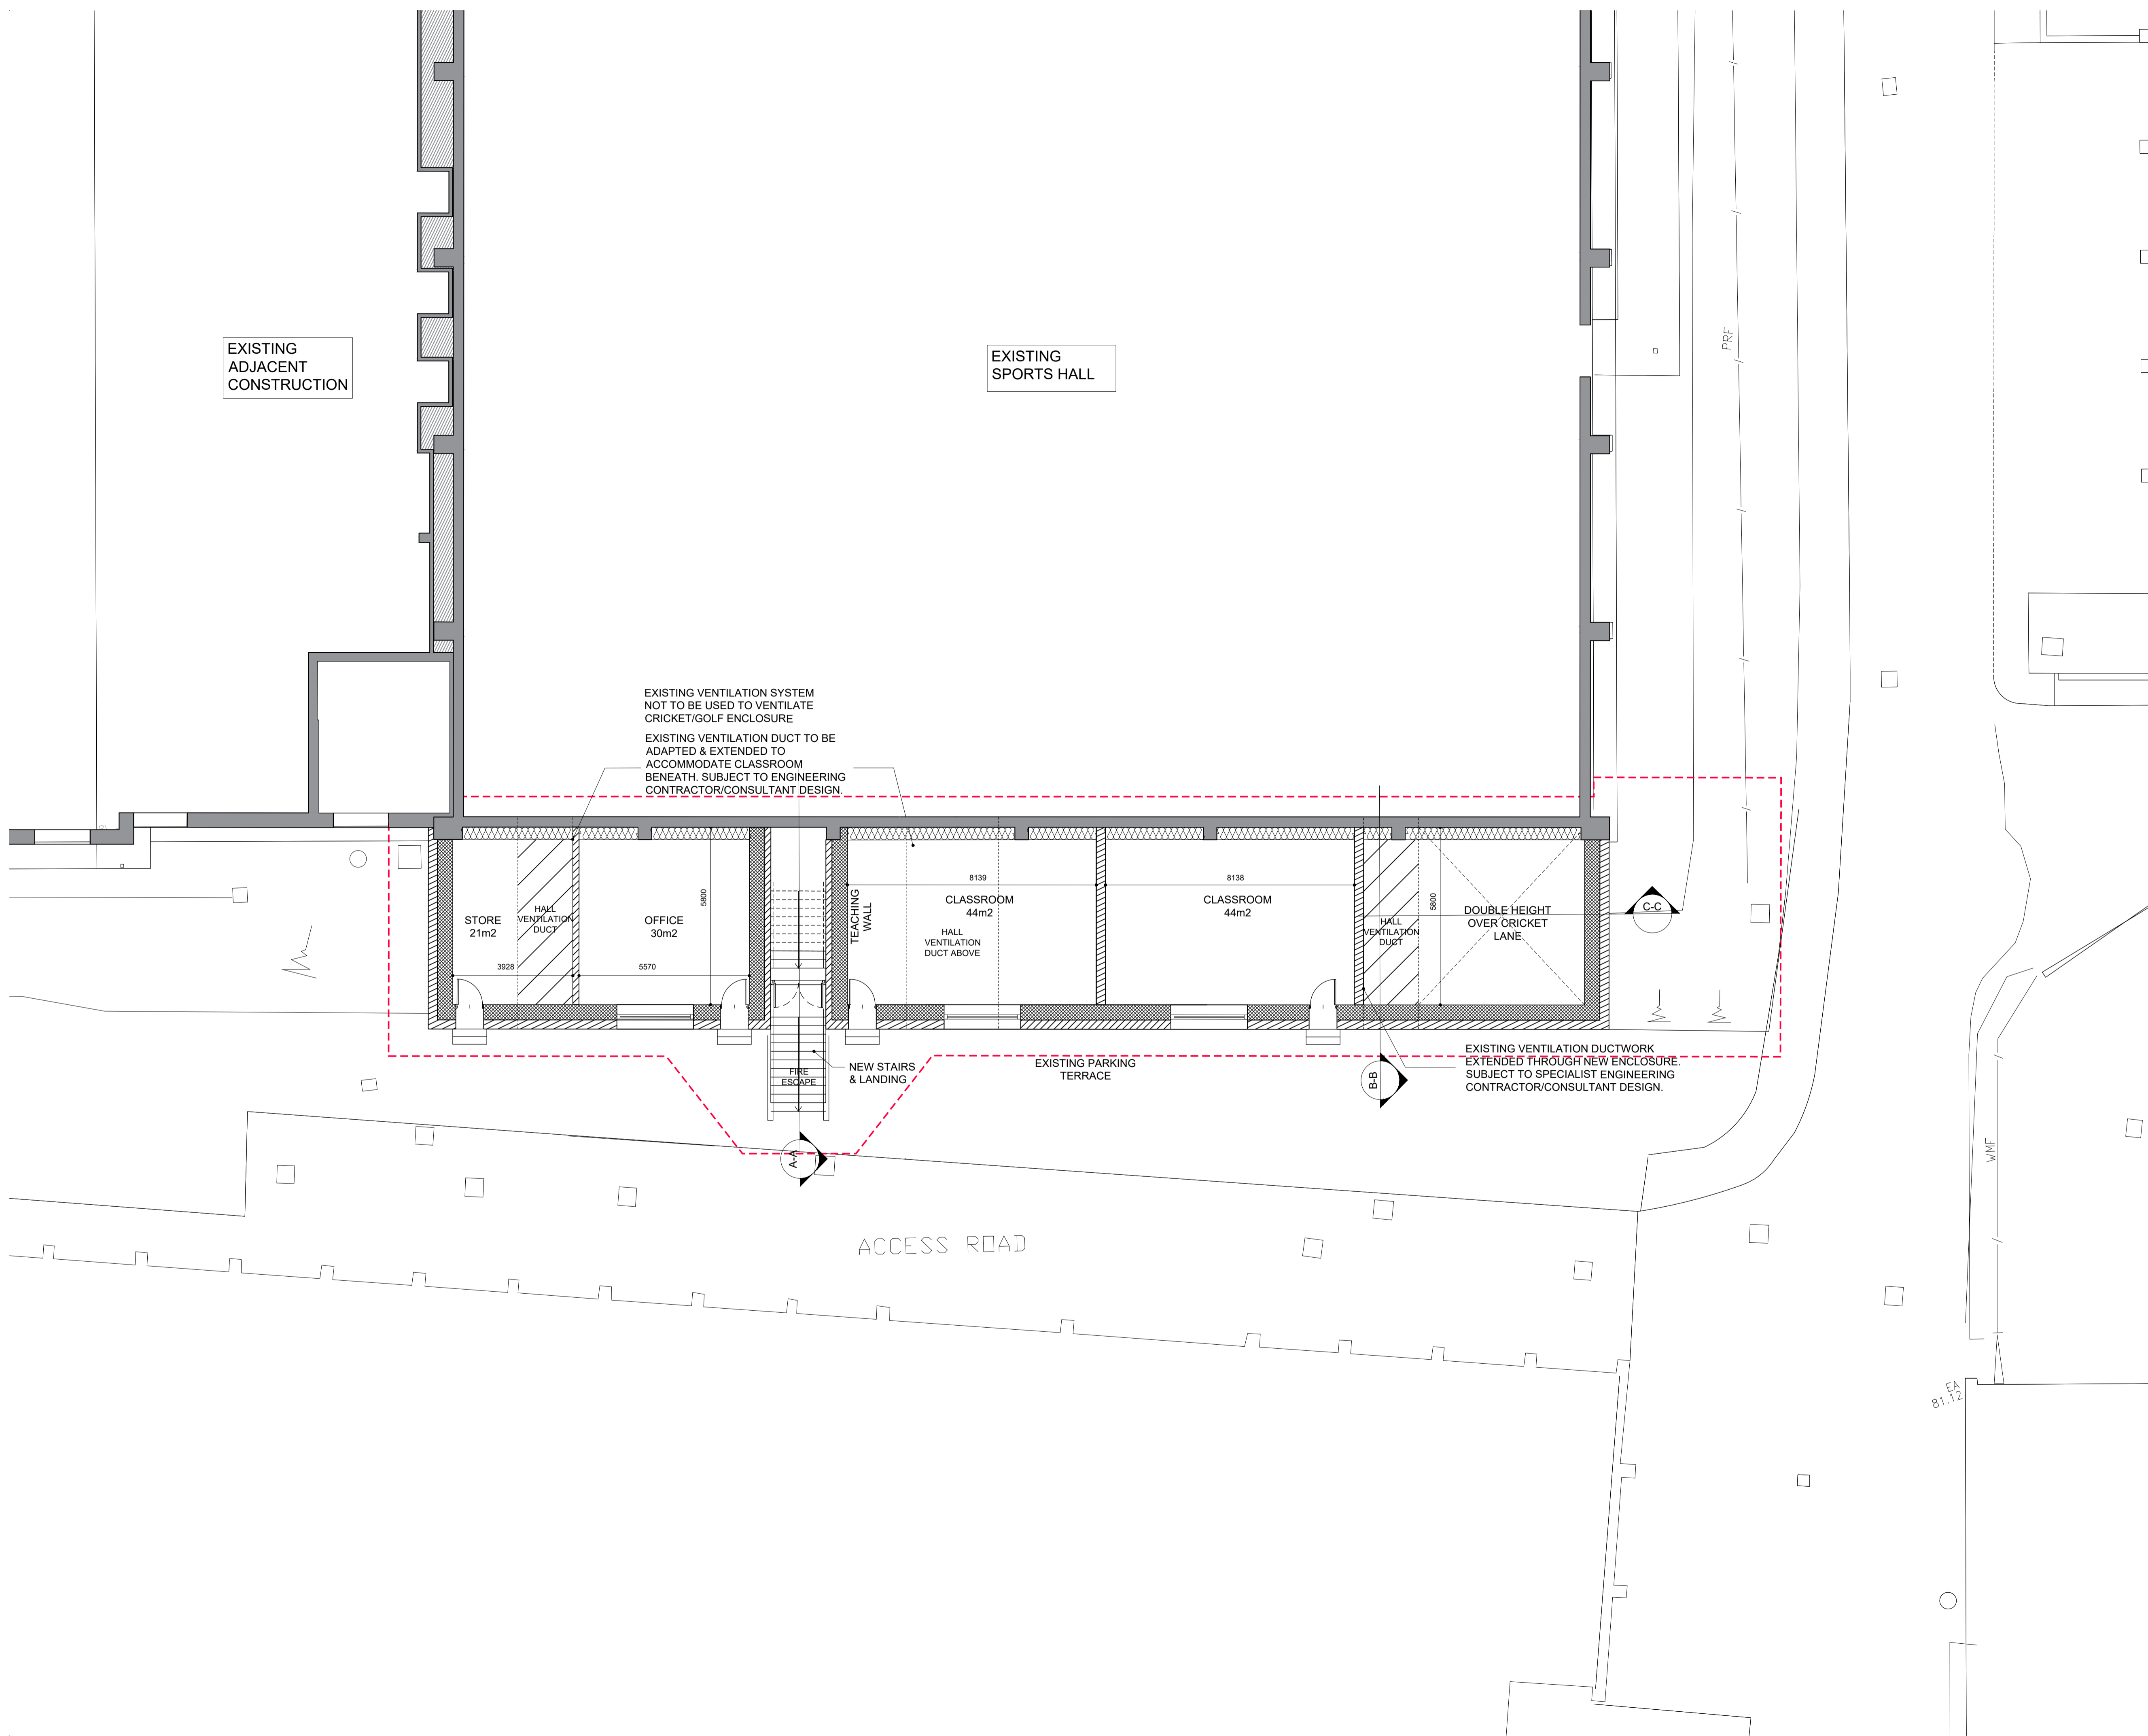 EXISTING
ADJACENT
CONSTRUCTION
EXISTING
SPORTS HALL
PRF
EXISTING VENTILATION SYSTEM
NOT TO BE USED TO VENTILATE
CRICKET/GOLF ENCLOSURE
EXISTING VENTILATION DUCT TO BE
ADAPTED & EXTENDED TO
ACCOMMODATE CLASSROOM
BENEATH. SUBJECT TO ENGINEERING
CONTRACTOR/CONSULTANT DESIGN.
STORE
21m2
HALL
VENTILATION
DUCT
OFFICE
30m2
3928
5570
5800
TEACHING
WALL
8139
CLASSROOM
44m2
HALL
VENTILATION
DUCT ABOVE
8138
CLASSROOM
44m2
HALL
VENTILATION
DUCT
5800
DOUBLE HEIGHT
OVER CRICKET
LANE
C-C
FIRE
ESCAPE
NEW STAIRS
& LANDING
EXISTING PARKING
TERRACE
B-B
EXISTING VENTILATION DUCTWORK
EXTENDED THROUGH NEW ENCLOSURE.
SUBJECT TO SPECIALIST ENGINEERING
CONTRACTOR/CONSULTANT DESIGN.
A-A
WMF
ACCESS ROAD
EA
81.12